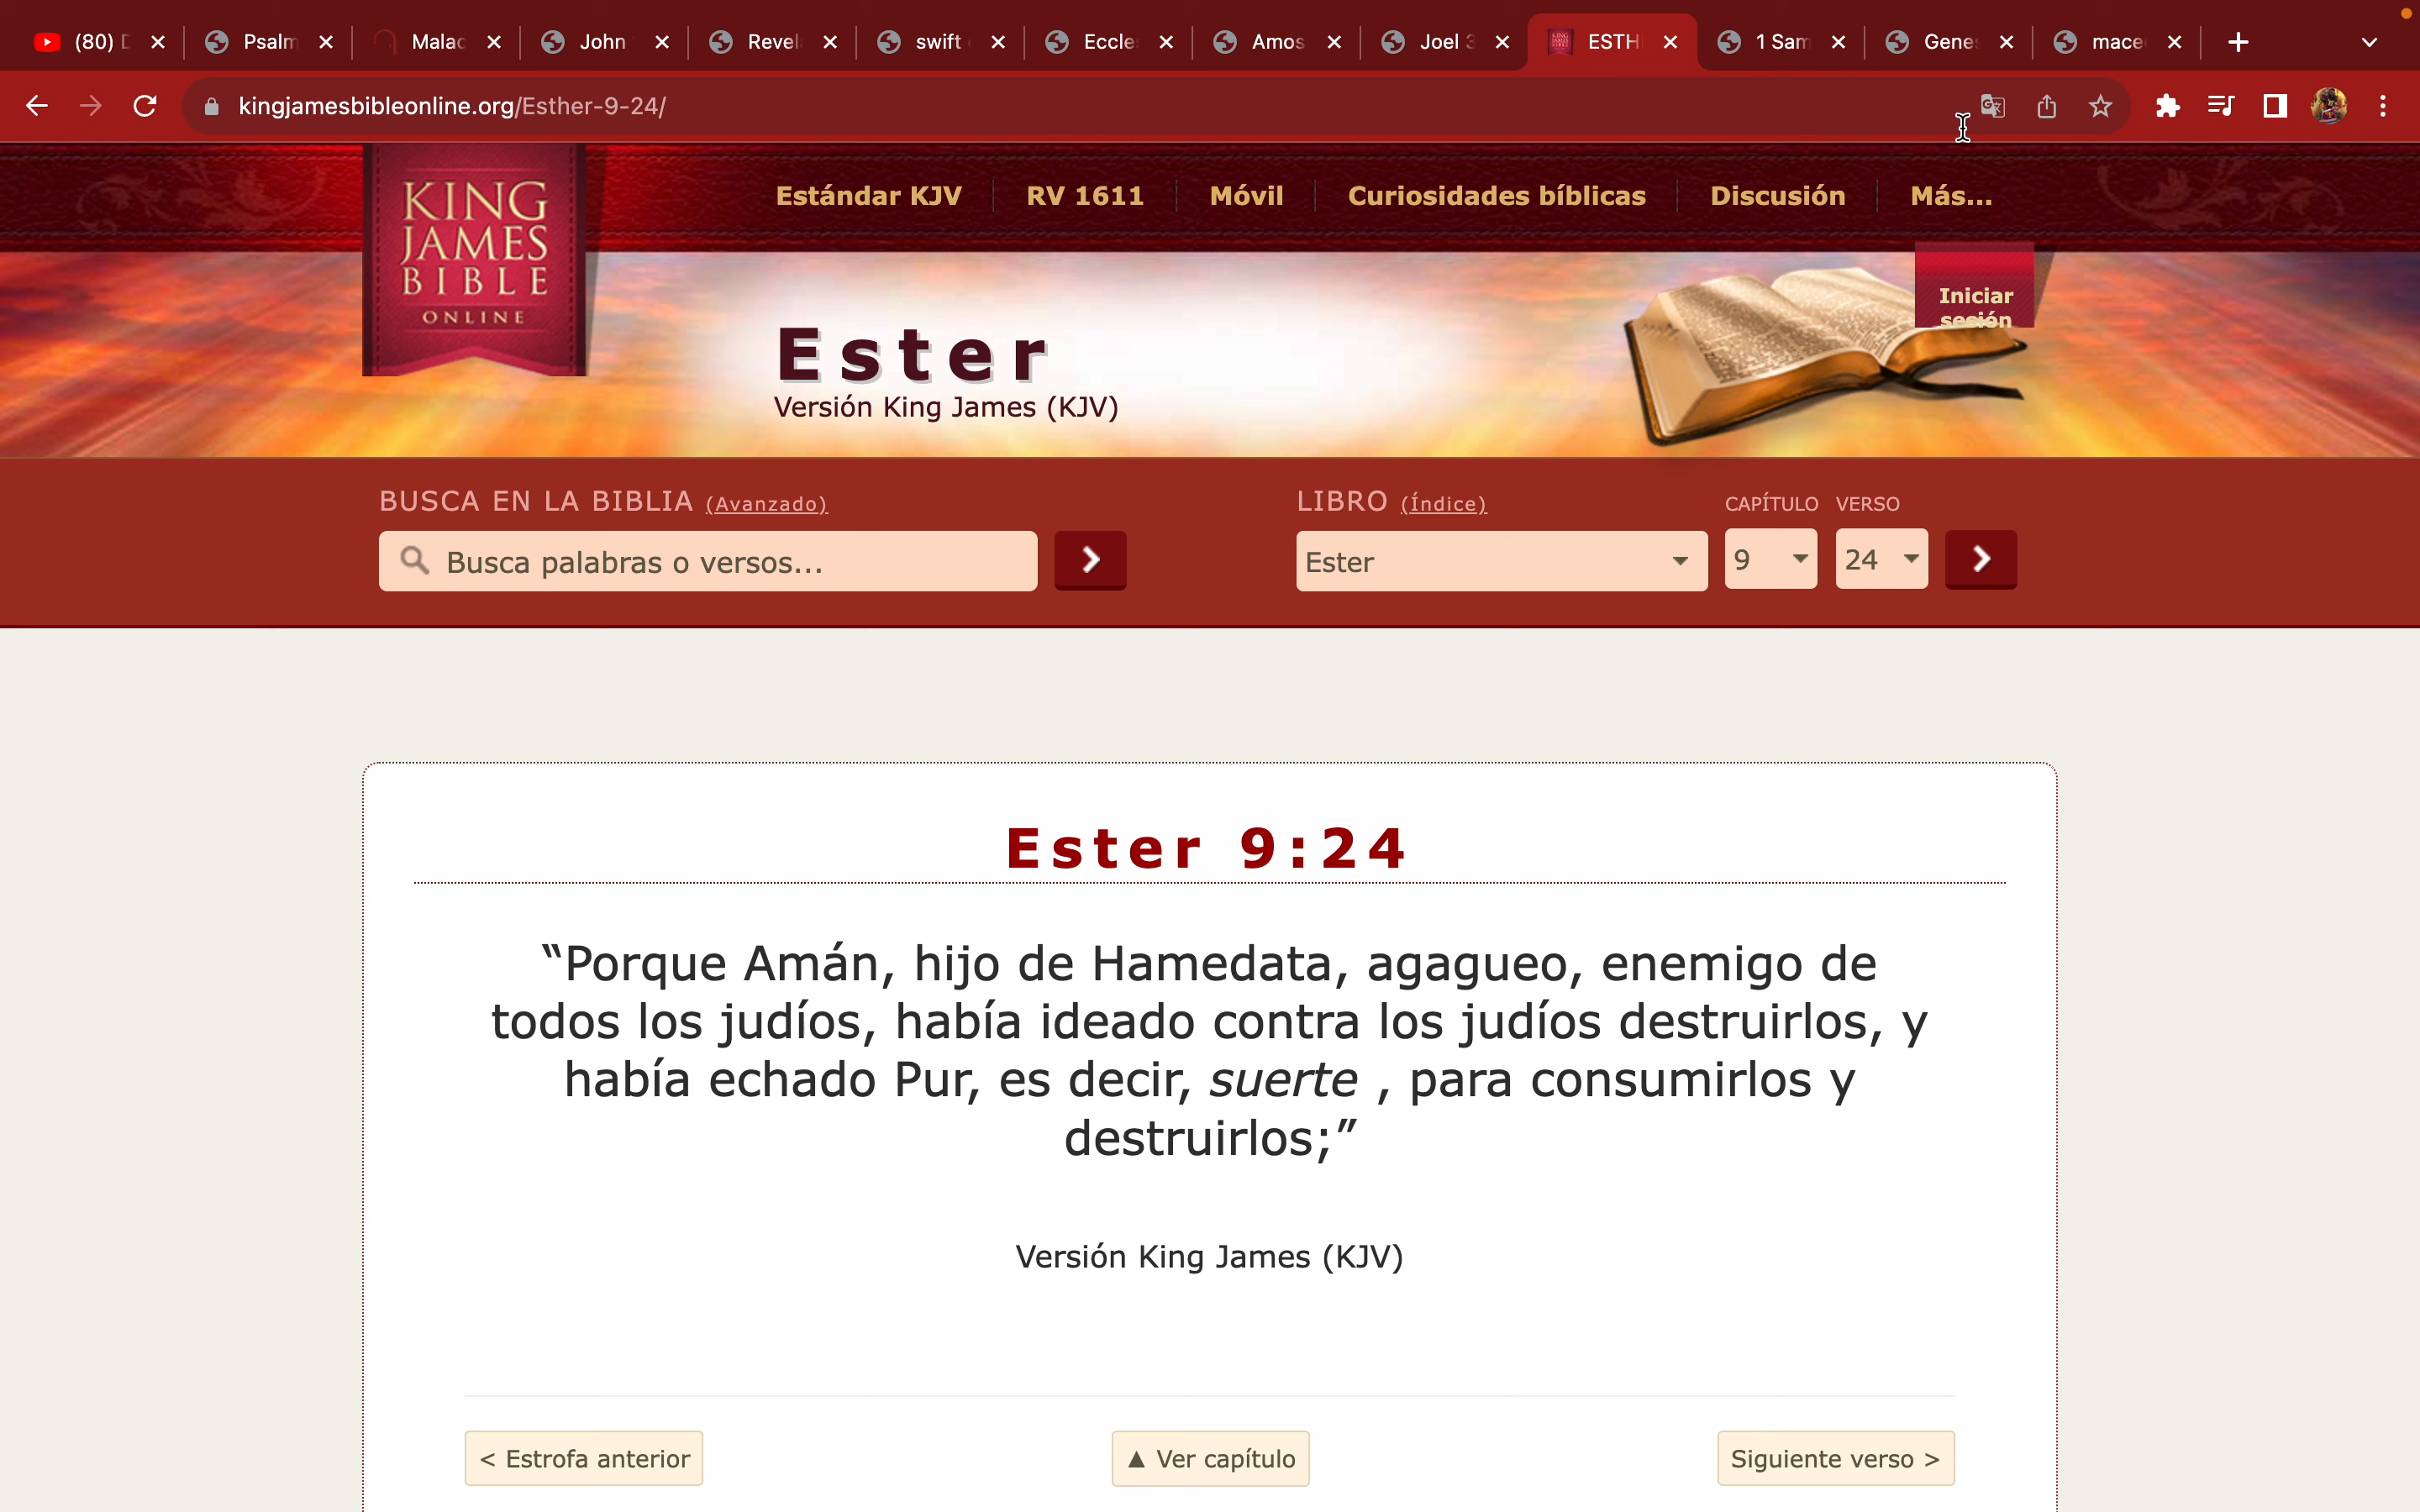 (80) Psalm Malac John Revel swift Eccle Amos Joel 3 ESTH 1 Sam Gene mace
kingjamesbibleonline.org/Esther-9-24/
KING
JAMES
BIBLE
ONLINE
Estándar KJV RV 1611 Móvil Curiosidades bíblicas Discusión Más...
Iniciar
sesión
Ester
Versión King James (KJV)
BUSCA EN LA BIBLIA (Avanzado) LIBRO (Índice) CAPÍTULO VERSO
Busca palabras o versos... Ester 9 24
Ester 9:24
“Porque Amán, hijo de Hamedata, agagueo, enemigo de
todos los judíos, había ideado contra los judíos destruirlos, y
había echado Pur, es decir, suerte , para consumirlos y
destruirlos;”
Versión King James (KJV)
< Estrofa anterior ▲ Ver capítulo Siguiente verso >